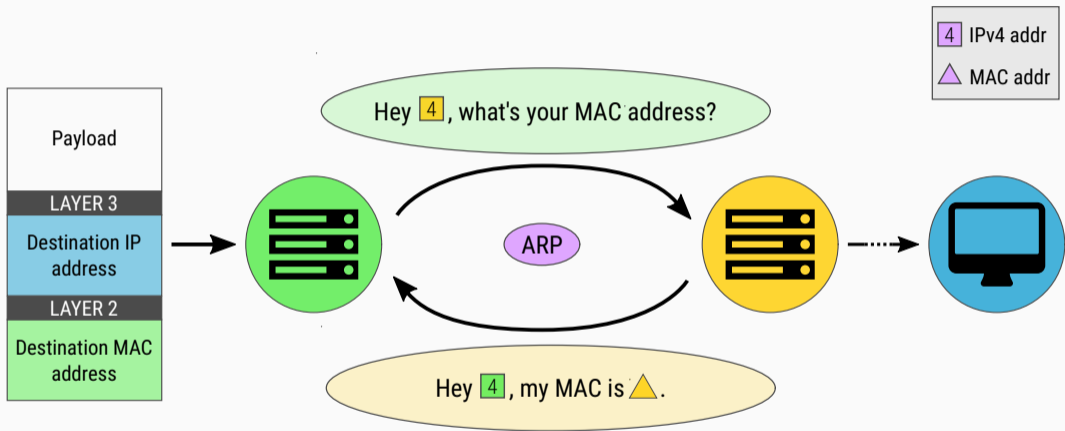 4 IPv4 addr
MAC addr
Hey 4, what's your MAC address?
Payload
LAYER 3
Destination IP
address
ARP
LAYER 2
Destination MAC
address
Hey 4, my MAC is .